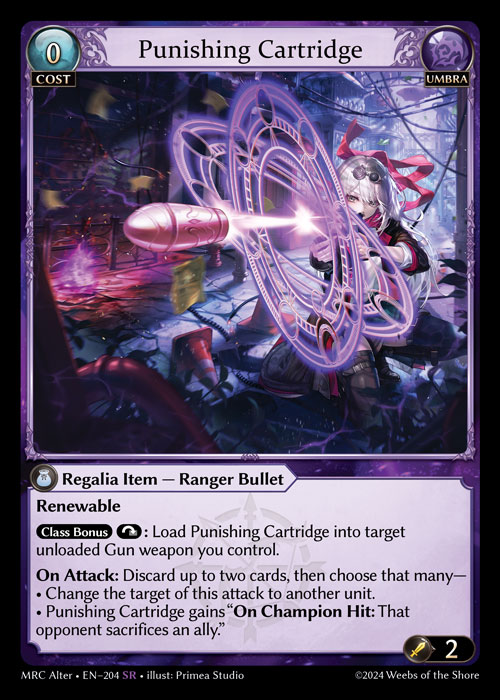 0
COST
Punishing Cartridge
UMBRA
Regalia Item — Ranger Bullet
Renewable
Class Bonus : Load Punishing Cartridge into target
unloaded Gun weapon you control.
On Attack: Discard up to two cards, then choose that many—
• Change the target of this attack to another unit.
• Punishing Cartridge gains “On Champion Hit: That
opponent sacrifices an ally.”
2
MRC Alter • EN–204 SR • illust: Primea Studio
©2024 Weebs of the Shore